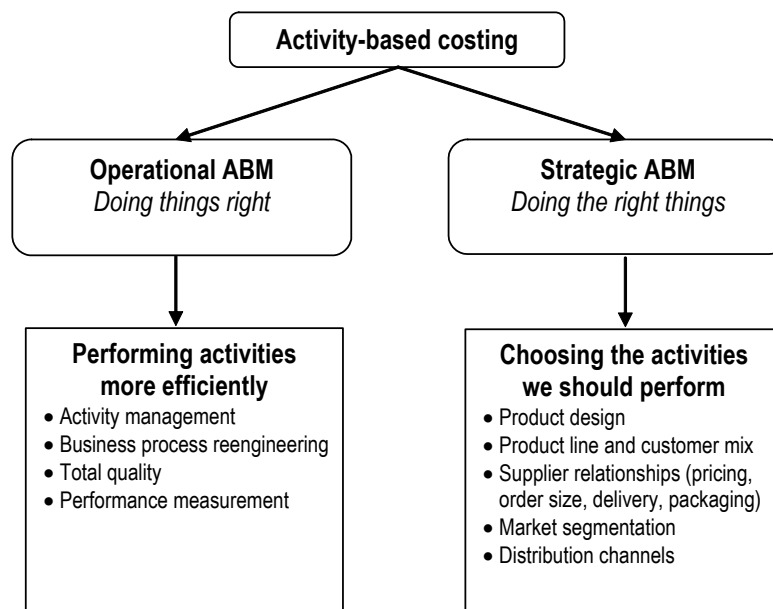 Activity-based costing
Operational ABM
Doing things right
Strategic ABM
Doing the right things
Performing activities
more efficiently
• Activity management
• Business process reengineering
• Total quality
• Performance measurement
Choosing the activities
we should perform
• Product design
• Product line and customer mix
• Supplier relationships (pricing,
order size, delivery, packaging)
• Market segmentation
• Distribution channels